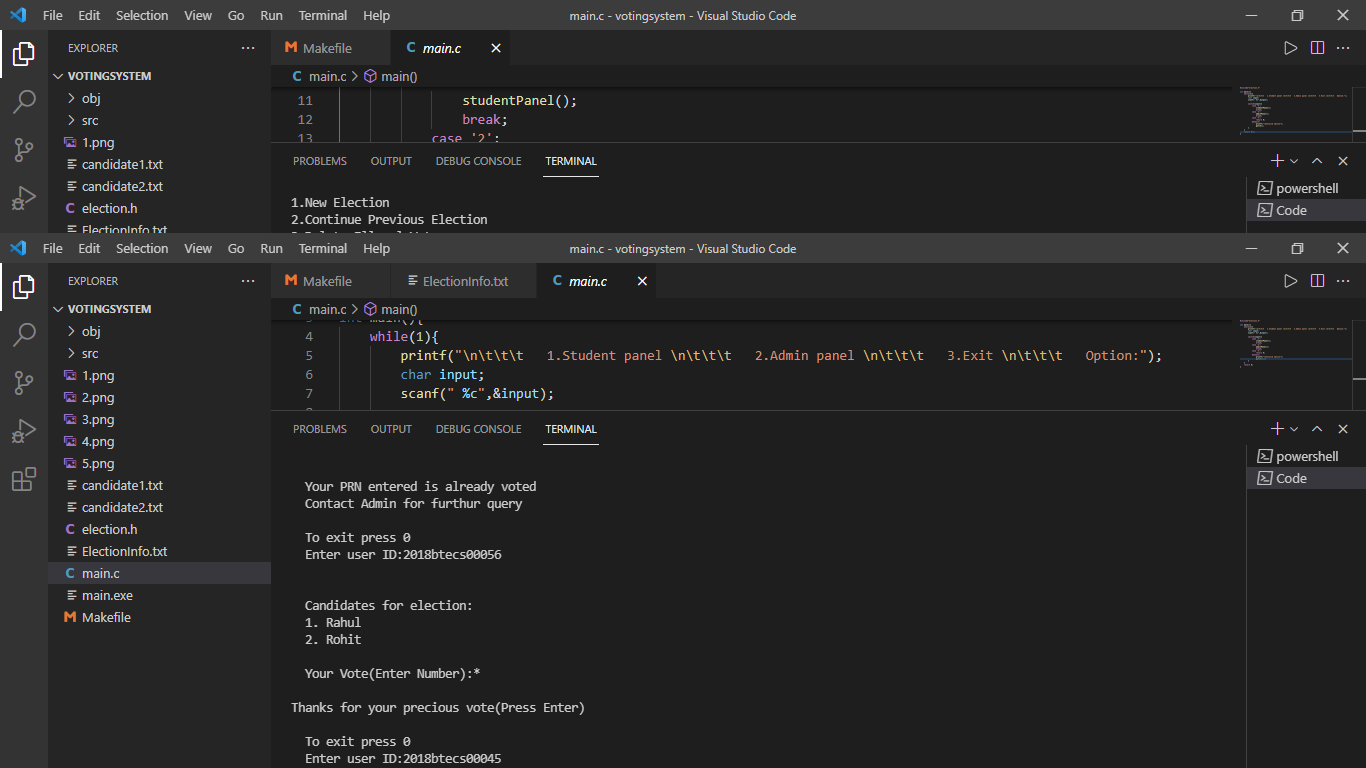 File Edit Selection View Go Run Terminal Help main.c - votingsystem - Visual Studio Code
EXPLORER
Makefile
main.c
VOTINGSYSTEM
main.c > main()
obj
src
1.png
candidate1.txt
candidate2.txt
election.h
ElectionInfo.txt
11 studentPanel();
12 break;
13 case '2':
PROBLEMS OUTPUT DEBUG CONSOLE TERMINAL
powershell
Code
1.New Election
2.Continue Previous Election
File Edit Selection View Go Run Terminal Help main.c - votingsystem - Visual Studio Code
EXPLORER
Makefile
ElectionInfo.txt
main.c
VOTINGSYSTEM
main.c > main()
obj
src
1.png
2.png
3.png
4.png
5.png
candidate1.txt
candidate2.txt
election.h
ElectionInfo.txt
main.c
main.exe
Makefile
int main(){
4 while(1){
5 printf("\n\t\t\t 1.Student panel \n\t\t\t 2.Admin panel \n\t\t\t 3.Exit \n\t\t\t Option:");
6 char input;
7 scanf(" %c",&input);
PROBLEMS OUTPUT DEBUG CONSOLE TERMINAL
powershell
Code
Your PRN entered is already voted
Contact Admin for furthur query
To exit press 0
Enter user ID:2018btecs00056
Candidates for election:
1. Rahul
2. Rohit
Your Vote(Enter Number):*
Thanks for your precious vote(Press Enter)
To exit press 0
Enter user ID:2018btecs00045